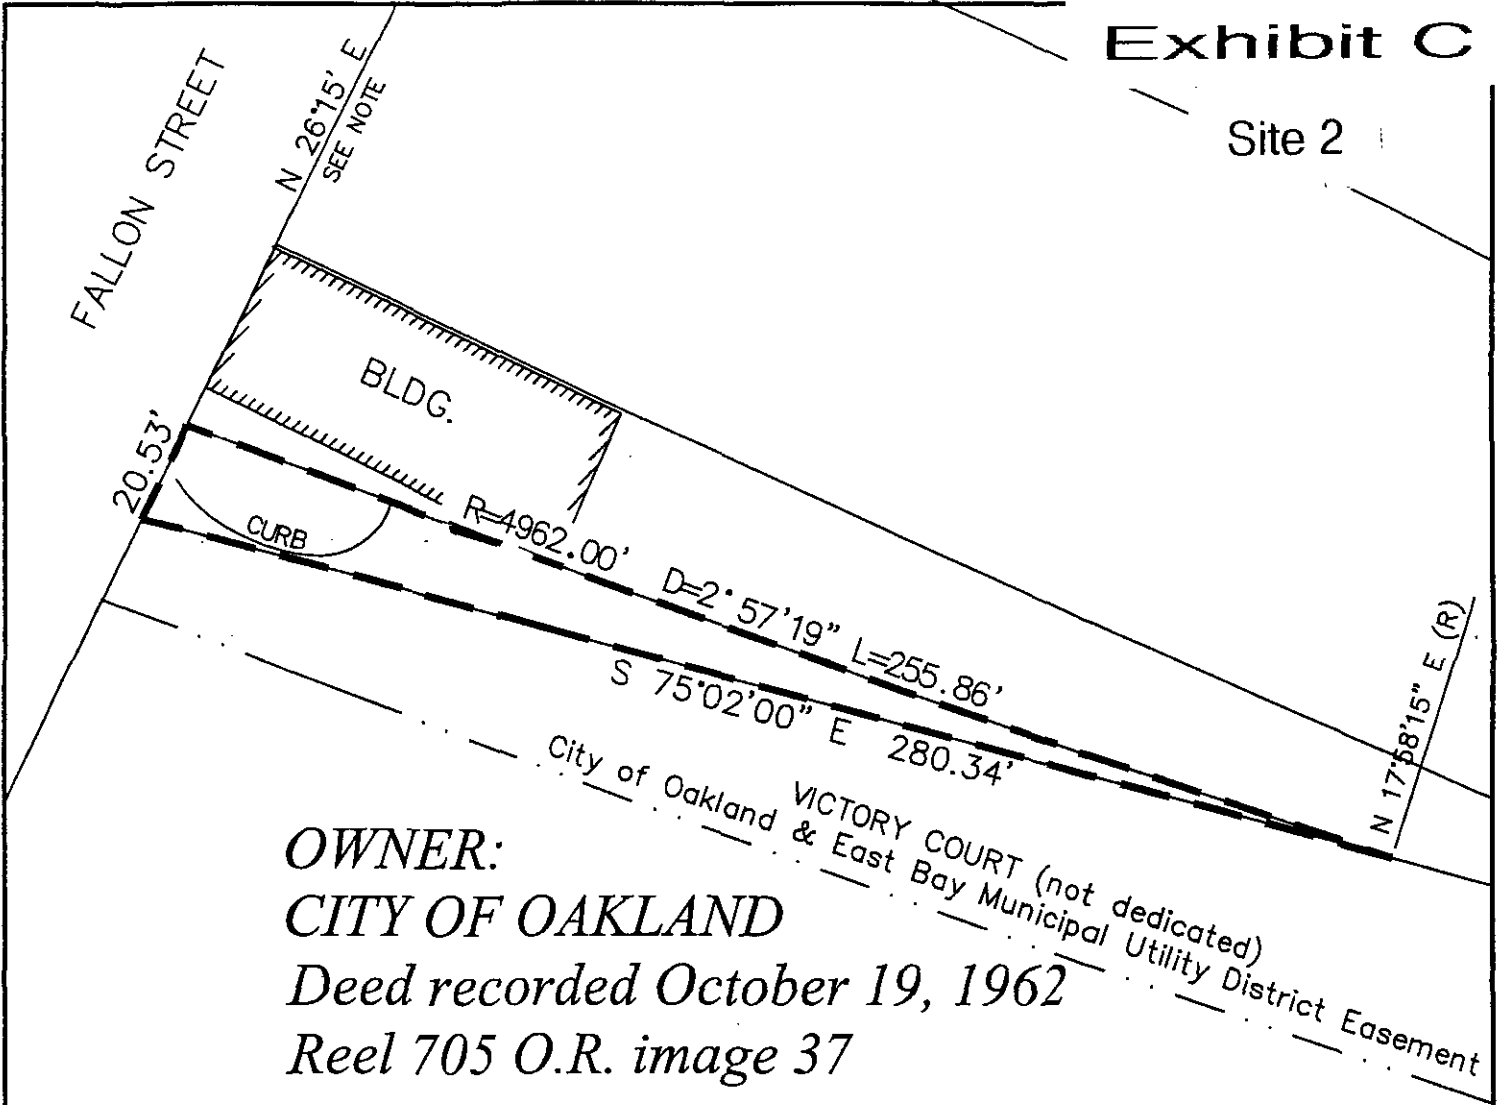 Exhibit C
Site 2
FALLON STREET
N 26°15' E
SEE NOTE
BLDG.
20.53'
CURB
R=4962.00' D=2°57'19" L=255.86'
S 75°02'00" E 280.34'
N 17°58'15" E (R)
VICTORY COURT (not dedicated)
City of Oakland & East Bay Municipal Utility District Easement
OWNER:
CITY OF OAKLAND
Deed recorded October 19, 1962
Reel 705 O.R. image 37